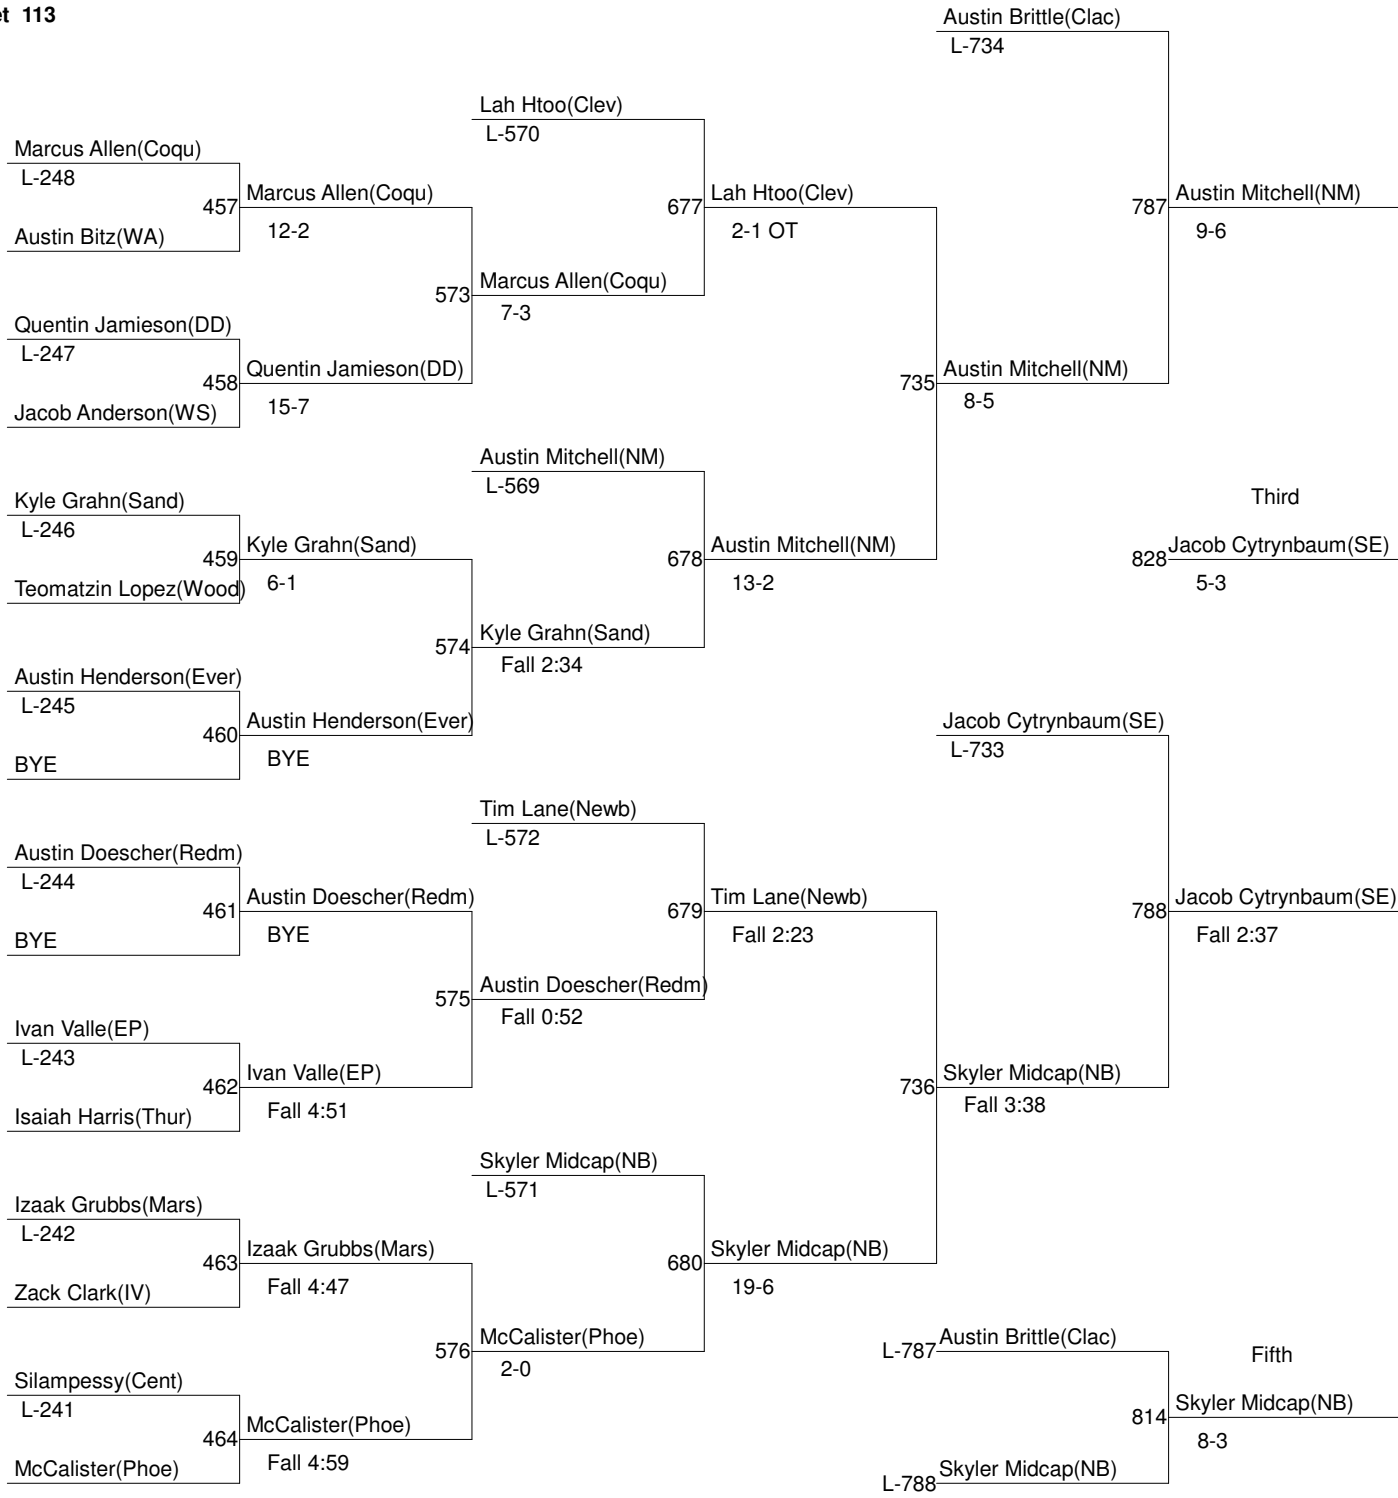 et 113
Austin Brittle(Clac)
L-734
Lah Htoo(Clev)
L-570
Marcus Allen(Coqu)
L-248
457
Marcus Allen(Coqu)
12-2
Austin Bitz(WA)
677
Lah Htoo(Clev)
2-1 OT
787
Austin Mitchell(NM)
9-6
573
Marcus Allen(Coqu)
7-3
Quentin Jamieson(DD)
L-247
458
Quentin Jamieson(DD)
15-7
Jacob Anderson(WS)
735
Austin Mitchell(NM)
8-5
Austin Mitchell(NM)
L-569
Kyle Grahn(Sand)
L-246
459
Kyle Grahn(Sand)
6-1
Teomatzin Lopez(Wood)
678
Austin Mitchell(NM)
13-2
Third
828
Jacob Cytrynbaum(SE)
5-3
574
Kyle Grahn(Sand)
Fall 2:34
Austin Henderson(Ever)
L-245
460
Austin Henderson(Ever)
BYE
BYE
Jacob Cytrynbaum(SE)
L-733
Tim Lane(Newb)
L-572
Austin Doescher(Redm)
L-244
461
Austin Doescher(Redm)
BYE
BYE
679
Tim Lane(Newb)
Fall 2:23
788
Jacob Cytrynbaum(SE)
Fall 2:37
575
Austin Doescher(Redm)
Fall 0:52
Ivan Valle(EP)
L-243
462
Ivan Valle(EP)
Fall 4:51
Isaiah Harris(Thur)
736
Skyler Midcap(NB)
Fall 3:38
Skyler Midcap(NB)
L-571
Izaak Grubbs(Mars)
L-242
463
Izaak Grubbs(Mars)
Fall 4:47
Zack Clark(IV)
680
Skyler Midcap(NB)
19-6
576
McCalister(Phoe)
2-0
L-787
Austin Brittle(Clac)
Fifth
Silampessy(Cent)
L-241
464
McCalister(Phoe)
Fall 4:59
McCalister(Phoe)
814
Skyler Midcap(NB)
8-3
L-788
Skyler Midcap(NB)